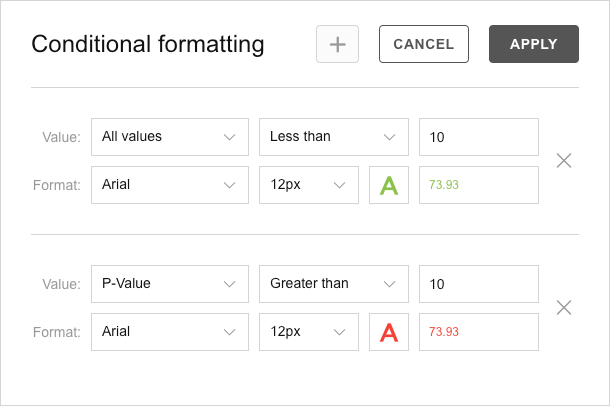 Conditional formatting + CANCEL APPLY
Value: All values Less than 10
Format: Arial 12px A 73.93
Value: P-Value Greater than 10
Format: Arial 12px A 73.93